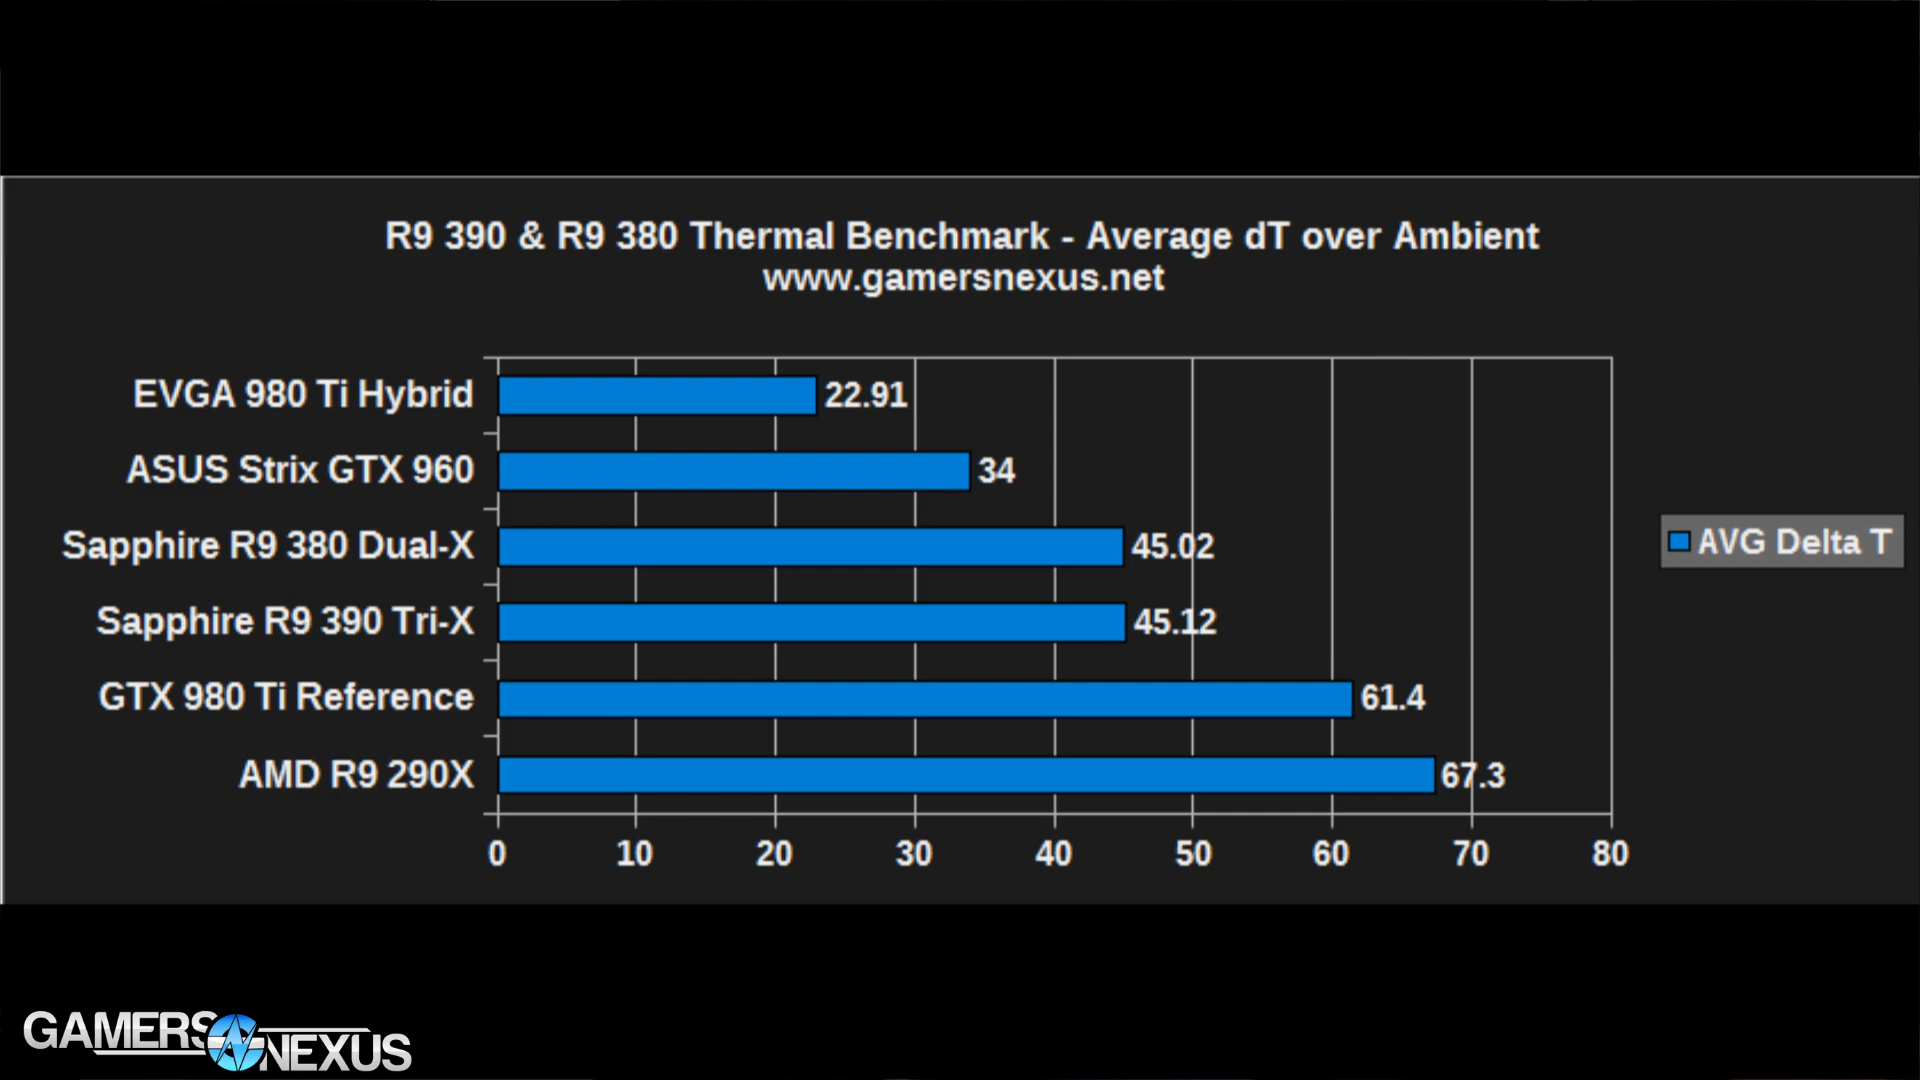 R9 390 & R9 380 Thermal Benchmark - Average dT over Ambient
www.gamersnexus.net
EVGA 980 Ti Hybrid 22.91
ASUS Strix GTX 960 34
Sapphire R9 380 Dual-X 45.02
Sapphire R9 390 Tri-X 45.12
GTX 980 Ti Reference 61.4
AMD R9 290X 67.3
0 10 20 30 40 50 60 70 80
AVG Delta T
GAMERS NEXUS